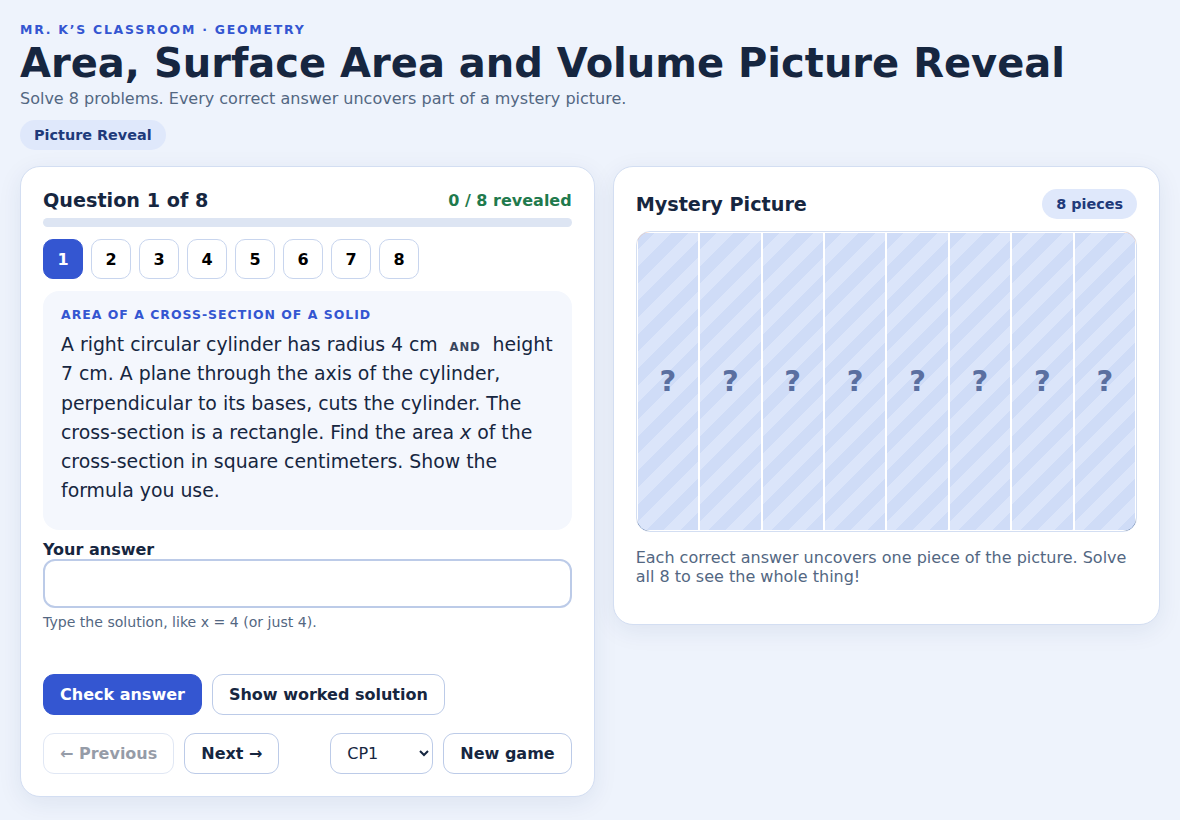 MR. K’S CLASSROOM · GEOMETRY
Area, Surface Area and Volume Picture Reveal
Solve 8 problems. Every correct answer uncovers part of a mystery picture.
Picture Reveal
Question 1 of 8
0 / 8 revealed
1 2 3 4 5 6 7 8
AREA OF A CROSS-SECTION OF A SOLID
A right circular cylinder has radius 4 cm AND height
7 cm. A plane through the axis of the cylinder,
perpendicular to its bases, cuts the cylinder. The
cross-section is a rectangle. Find the area x of the
cross-section in square centimeters. Show the
formula you use.
Your answer
Type the solution, like x = 4 (or just 4).
Check answer
Show worked solution
← Previous
Next →
CP1
New game
Mystery Picture
8 pieces
? ? ? ? ? ? ? ?
Each correct answer uncovers one piece of the picture. Solve
all 8 to see the whole thing!